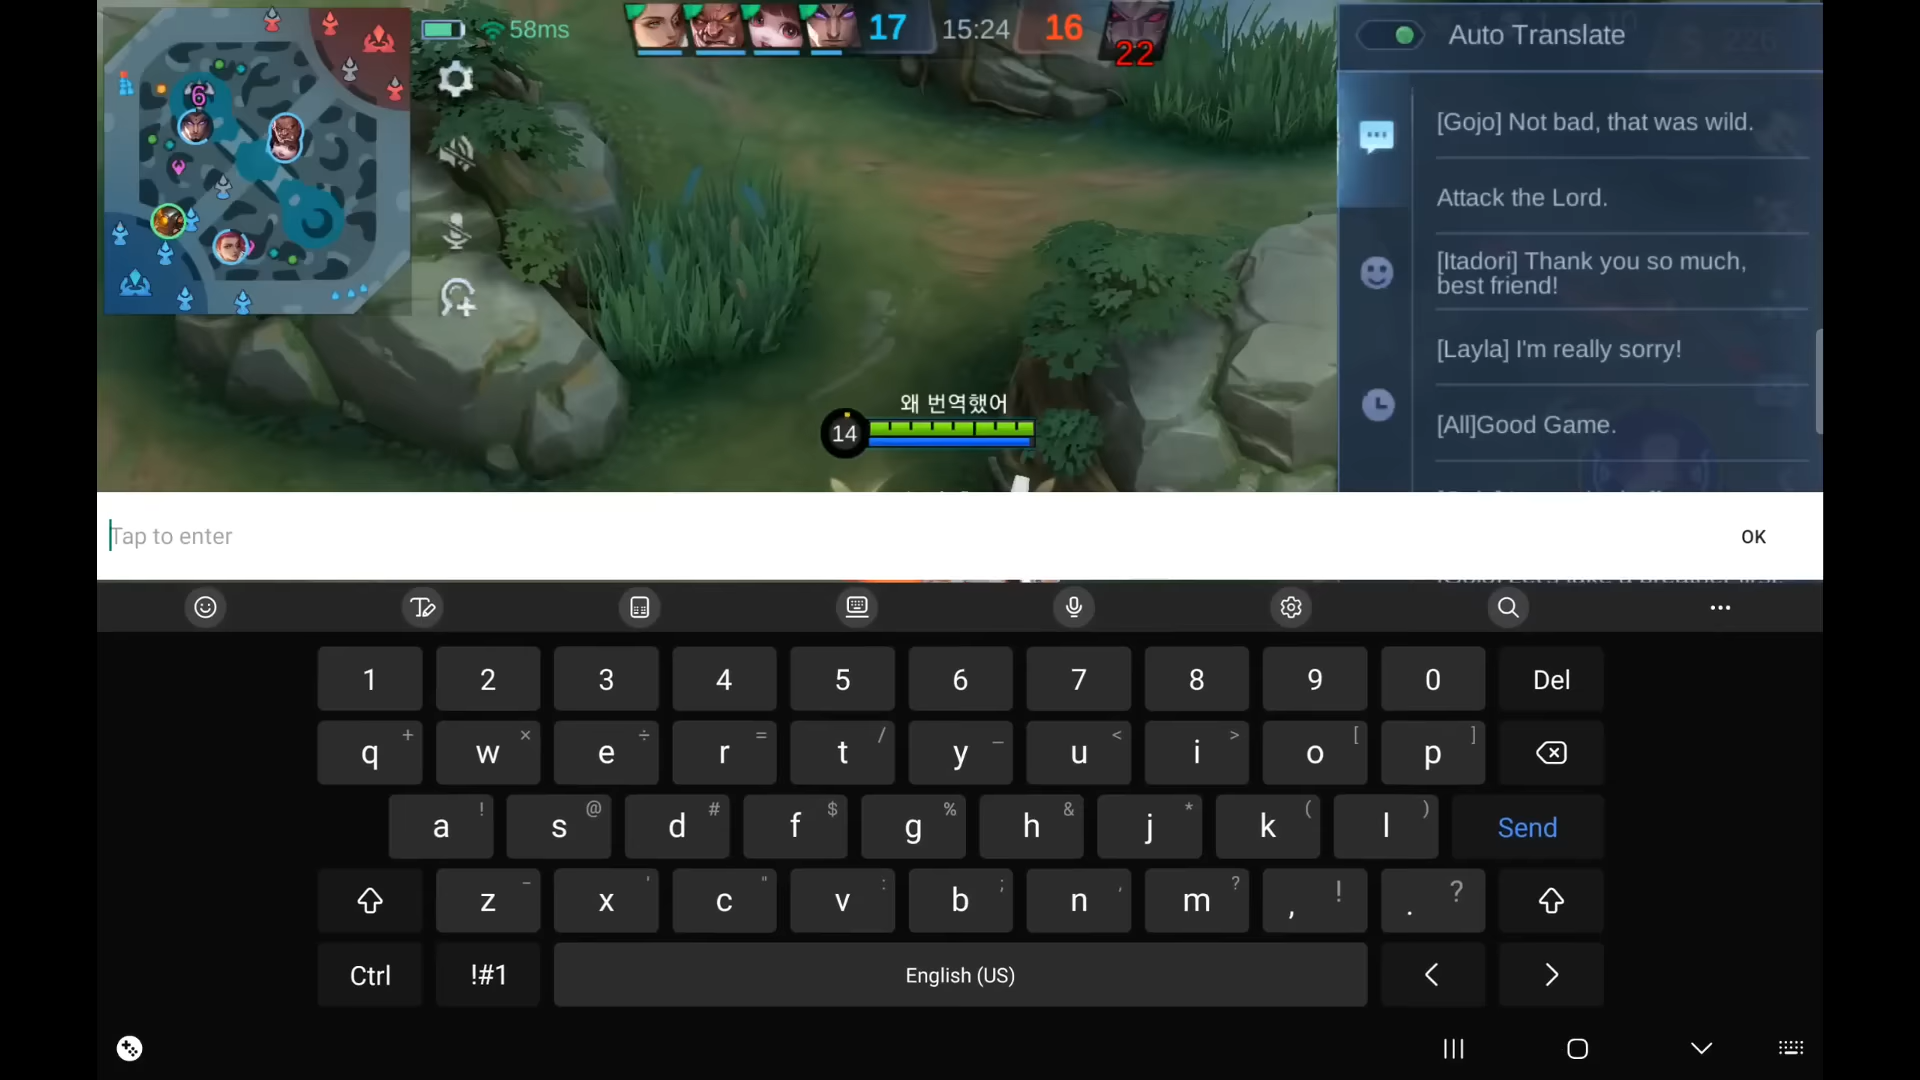 6
58ms
17
15:24
16
22
Auto Translate
[Gojo] Not bad, that was wild.
Attack the Lord.
[Itadori] Thank you so much,
best friend!
[Layla] I'm really sorry!
[All]Good Game.
왜 번역했어
14
Tap to enter
OK
1 2 3 4 5 6 7 8 9 0 Del
+ × ÷ = / _ < > [ ]
q w e r t y u i o p
! @ # $ % & * ( )
a s d f g h j k l Send
- ' " : ; , ? ! ?
z x c v b n m , .
Ctrl !#1 English (US) < >